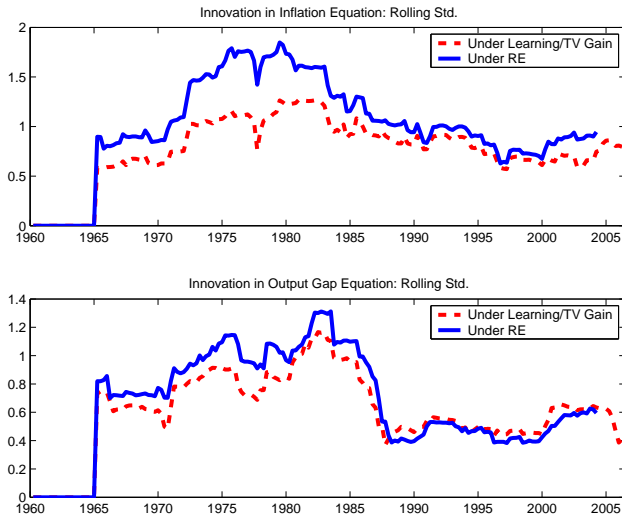 Innovation in Inflation Equation: Rolling Std.
2
1.5
1
0.5
0
Under Learning/TV Gain
Under RE
1960 1965 1970 1975 1980 1985 1990 1995 2000 2005
Innovation in Output Gap Equation: Rolling Std.
1.4
1.2
1
0.8
0.6
0.4
0.2
0
Under Learning/TV Gain
Under RE
1960 1965 1970 1975 1980 1985 1990 1995 2000 2005